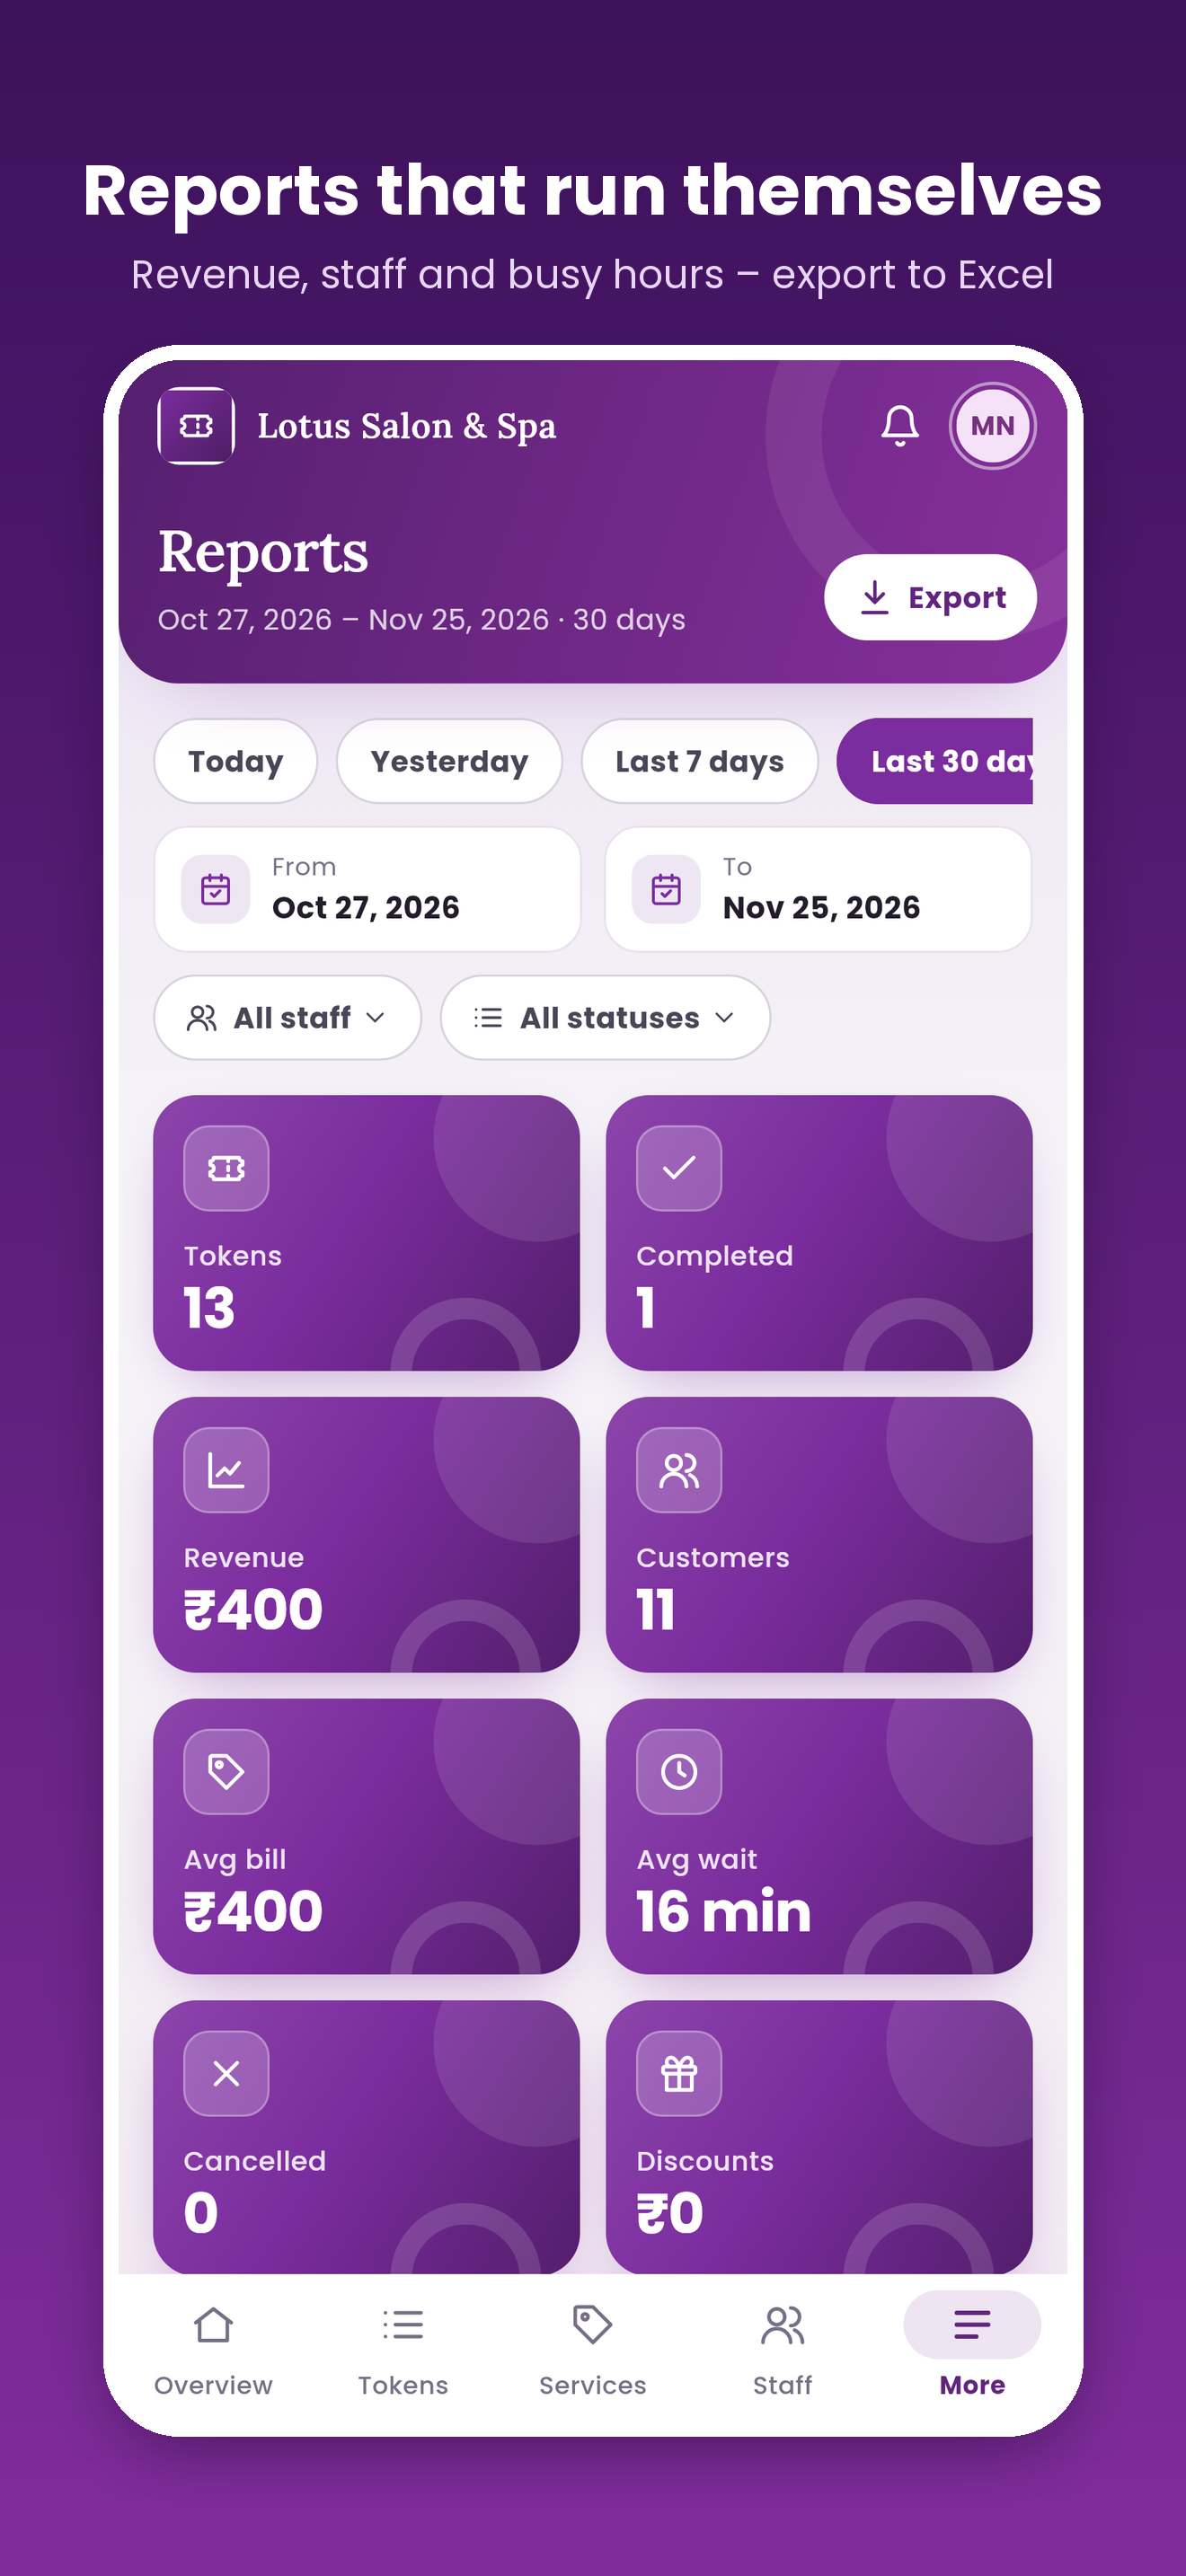 Reports that run themselves
Revenue, staff and busy hours – export to Excel
Lotus Salon & Spa
MN
Reports
Oct 27, 2026 – Nov 25, 2026 · 30 days
Export
Today
Yesterday
Last 7 days
Last 30 day
From
Oct 27, 2026
To
Nov 25, 2026
All staff
All statuses
Tokens
13
Completed
1
Revenue
₹400
Customers
11
Avg bill
₹400
Avg wait
16 min
Cancelled
0
Discounts
₹0
Overview
Tokens
Services
Staff
More